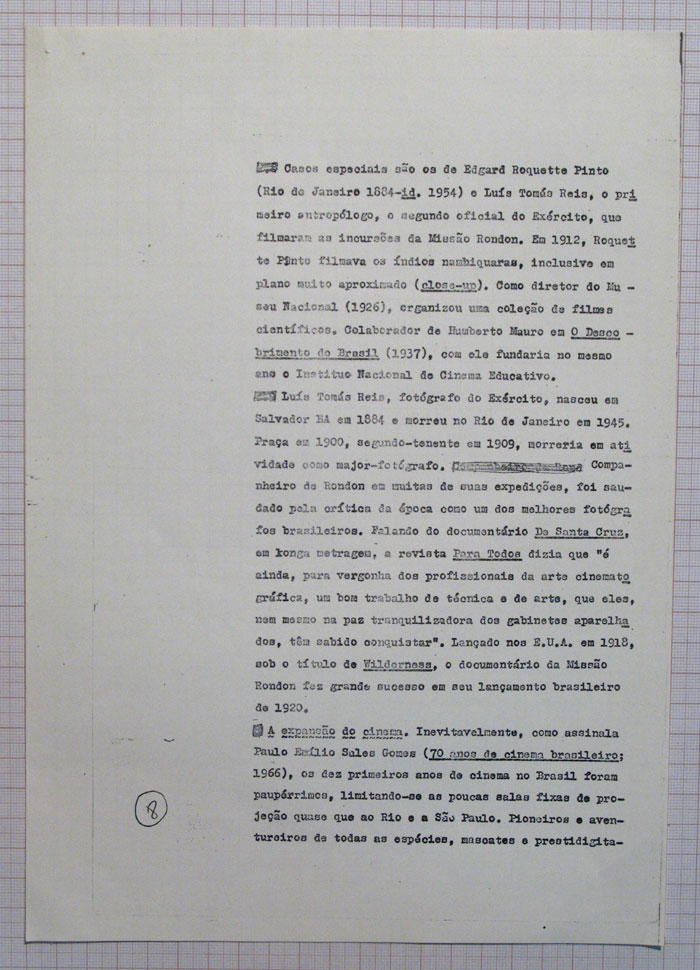 Casos especiais são os de Edgard Roquette Pinto
(Rio de Janeiro 1884-id. 1954) e Luís Tomás Reis, o pri
meiro antropólogo, o segundo oficial do Exército, que
filmaram as incursões da Missão Rondon. Em 1912, Roquet
te Pinto filmava os índios nambiquaras, inclusive em
plano muito aproximado (close-up). Como diretor do Mu -
seu Nacional (1926), organizou uma coleção de filmes
científicos. Colaborador de Humberto Mauro em O Desco -
brimento do Brasil (1937), com ele fundaria no mesmo
ano o Instituo Nacional de Cinema Educativo.
Luís Tomás Reis, fotógrafo do Exército, nasceu em
Salvador BA em 1884 e morreu no Rio de Janeiro em 1945.
Praça em 1900, segundo-tenente em 1909, morreria em ati
vidade como major-fotógrafo. Compa-
nheiro de Rondon em muitas de suas expedições, foi sau-
dado pela crítica da época como um dos melhores fotógra
fos brasileiros. Falando do documentário De Santa Cruz,
em longa metragem, a revista Para Todos dizia que "é
ainda, para vergonha dos profissionais da arte cinemato
gráfica, um bom trabalho de técnica e de arte, que eles,
nem mesmo na paz tranquilizadora dos gabinetes aparelha
dos, têm sabido conquistar". Lançado nos E.U.A. em 1918,
sob o título de Wilderness, o documentário da Missão
Rondon fez grande sucesso em seu lançamento brasileiro
de 1920.
A expansão do cinema. Inevitavelmente, como assinala
Paulo Emílio Sales Gomes (70 anos de cinema brasileiro;
1966), os dez primeiros anos de cinema no Brasil foram
paupérrimos, limitando-se as poucas salas fixas de pro-
jeção quase que ao Rio e a São Paulo. Pioneiros e aven-
tureiros de todas as espécies, mascates e prestidigita-
8